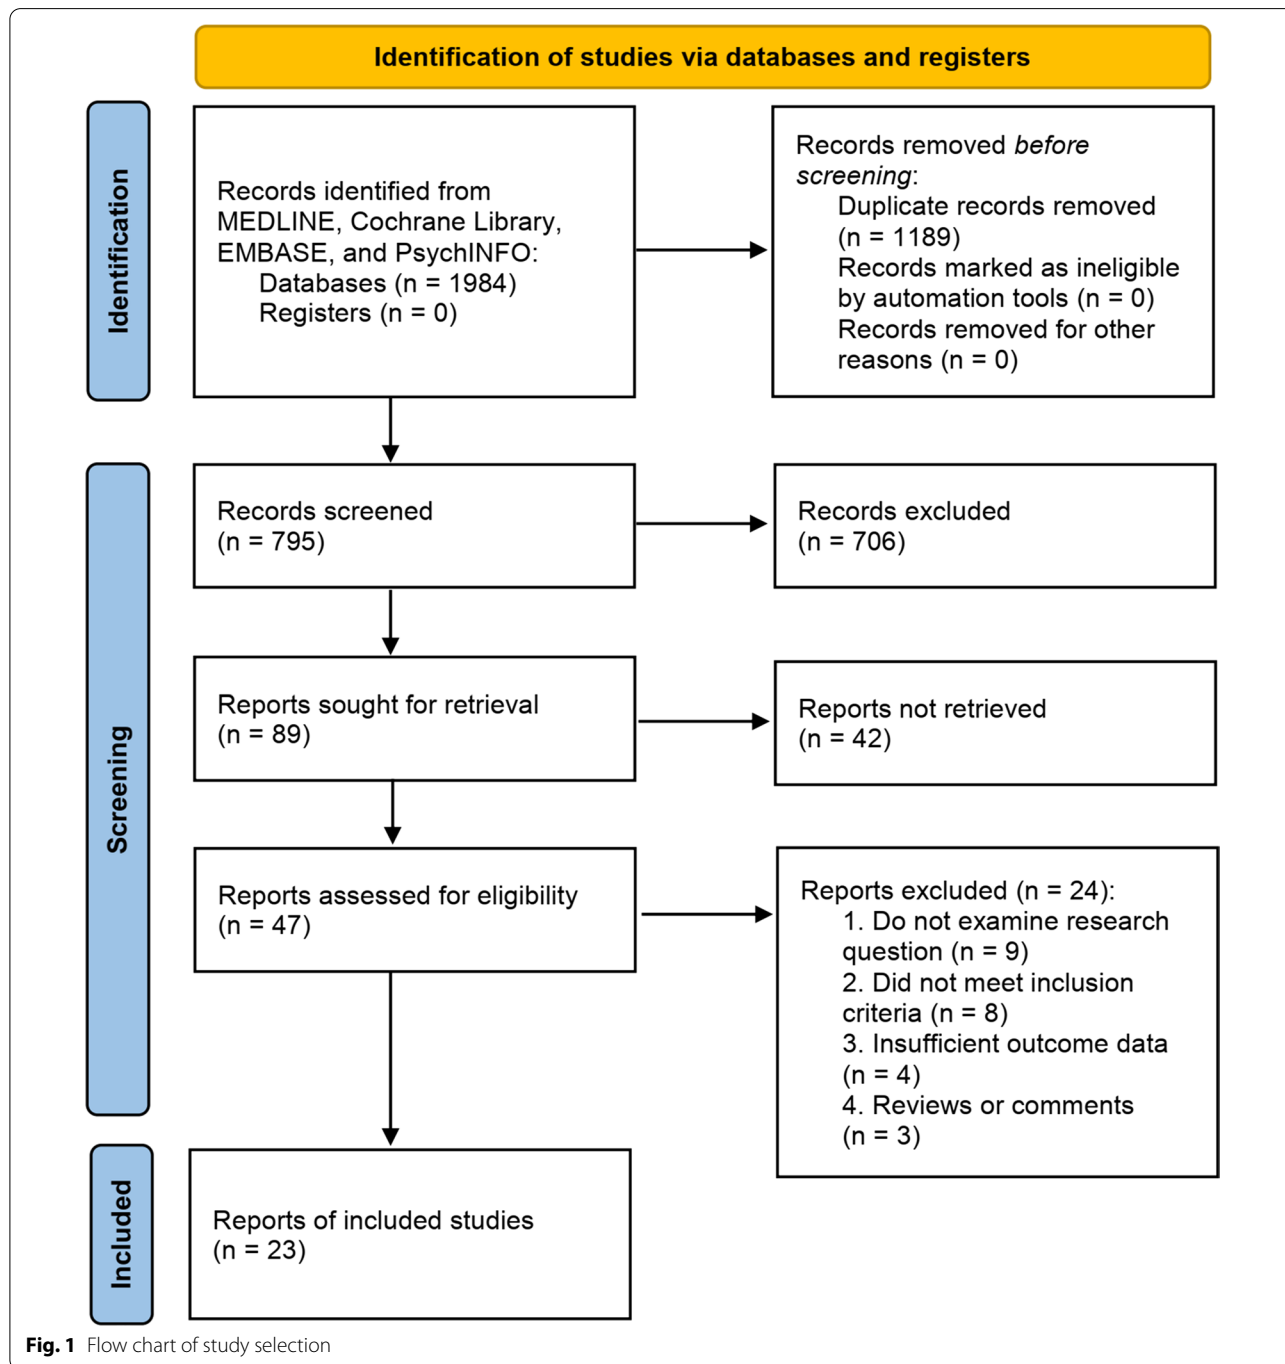 Identification of studies via databases and registers
Identification
Records identified from
MEDLINE, Cochrane Library,
EMBASE, and PsychINFO:
Databases (n = 1984)
Registers (n = 0)
Records removed before
screening:
Duplicate records removed
(n = 1189)
Records marked as ineligible
by automation tools (n = 0)
Records removed for other
reasons (n = 0)
Screening
Records screened
(n = 795)
Records excluded
(n = 706)
Reports sought for retrieval
(n = 89)
Reports not retrieved
(n = 42)
Reports assessed for eligibility
(n = 47)
Reports excluded (n = 24):
1. Do not examine research
question (n = 9)
2. Did not meet inclusion
criteria (n = 8)
3. Insufficient outcome data
(n = 4)
4. Reviews or comments
(n = 3)
Included
Reports of included studies
(n = 23)
Fig. 1 Flow chart of study selection